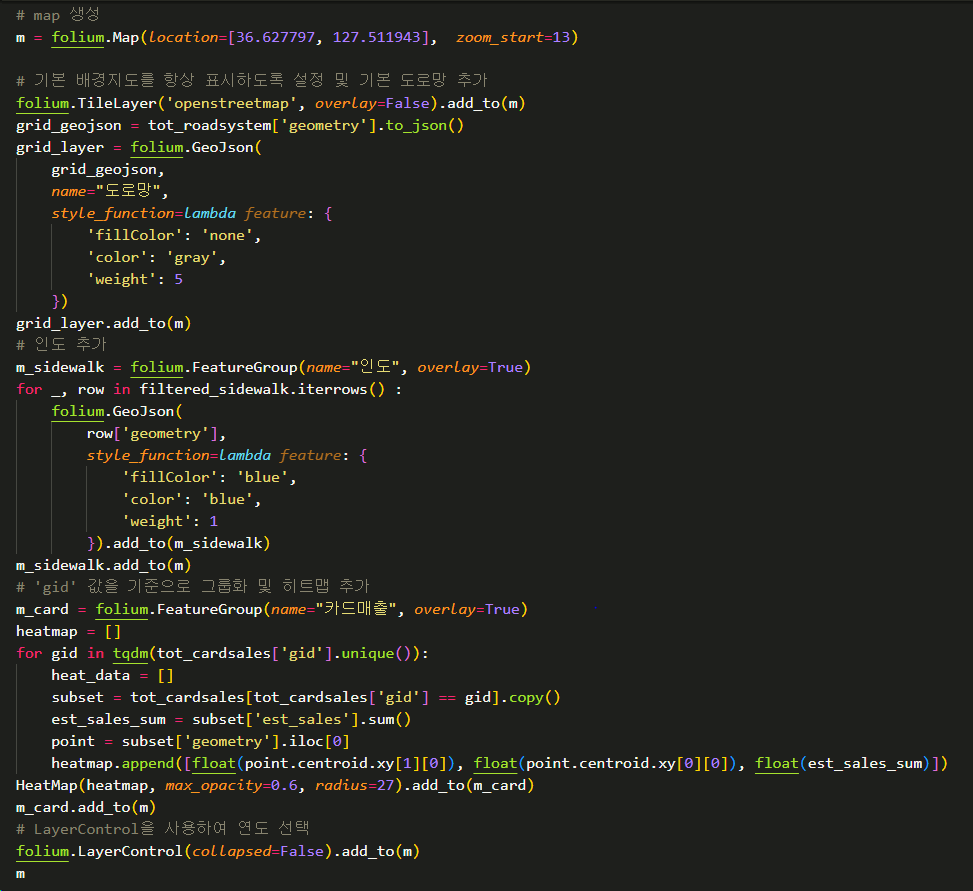 # map 생성
m = folium.Map(location=[36.627797, 127.511943],  zoom_start=13)
# 기본 배경지도를 항상 표시하도록 설정 및 기본 도로망 추가
folium.TileLayer('openstreetmap', overlay=False).add_to(m)
grid_geojson = tot_roadsystem['geometry'].to_json()
grid_layer = folium.GeoJson(
    grid_geojson,
    name="도로망",
    style_function=lambda feature: {
        'fillColor': 'none',
        'color': 'gray',
        'weight': 5
    })
grid_layer.add_to(m)
# 인도 추가
m_sidewalk = folium.FeatureGroup(name="인도", overlay=True)
for _, row in filtered_sidewalk.iterrows() :
    folium.GeoJson(
        row['geometry'],
        style_function=lambda feature: {
            'fillColor': 'blue',
            'color': 'blue',
            'weight': 1
        }).add_to(m_sidewalk)
m_sidewalk.add_to(m)
# 'gid' 값을 기준으로 그룹화 및 히트맵 추가
m_card = folium.FeatureGroup(name="카드매출", overlay=True)
heatmap = []
for gid in tqdm(tot_cardsales['gid'].unique()):
    heat_data = []
    subset = tot_cardsales[tot_cardsales['gid'] == gid].copy()
    est_sales_sum = subset['est_sales'].sum()
    point = subset['geometry'].iloc[0]
    heatmap.append([float(point.centroid.xy[1][0]), float(point.centroid.xy[0][0]), float(est_sales_sum)])
HeatMap(heatmap, max_opacity=0.6, radius=27).add_to(m_card)
m_card.add_to(m)
# LayerControl을 사용하여 연도 선택
folium.LayerControl(collapsed=False).add_to(m)
m